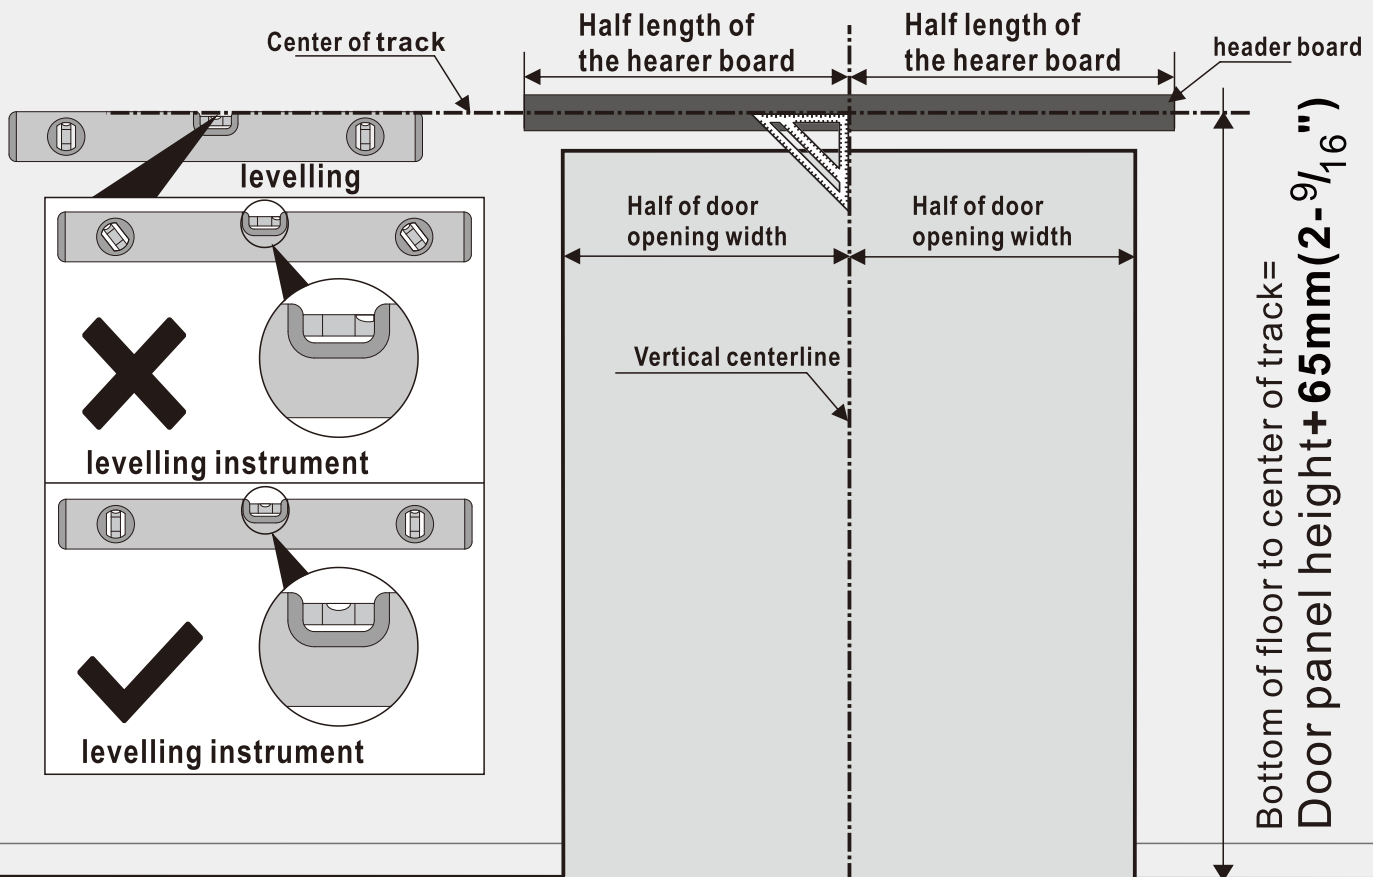 Center of track
Half length of
the hearer board
Half length of
the hearer board
header board
levelling
Half of door
opening width
Half of door
opening width
Vertical centerline
levelling instrument
levelling instrument
Bottom of floor to center of track=
Door panel height+65mm(2-9/16")